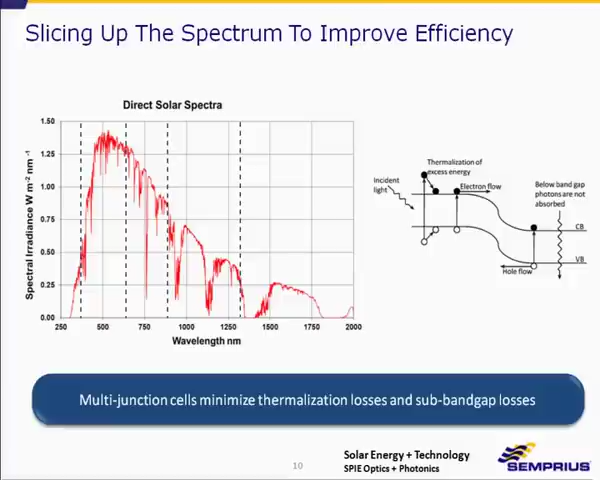 Slicing Up The Spectrum To Improve Efficiency
Direct Solar Spectra
Spectral Irradiance W m⁻² nm⁻¹
1.50
1.25
1.00
0.75
0.50
0.25
0.00
250 500 750 1000 1250 1500 1750 2000
Wavelength nm
Incident
light
Thermalization of
excess energy
Electron flow
Below band gap
photons are not
absorbed
CB
VB
Hole flow
Multi-junction cells minimize thermalization losses and sub-bandgap losses
10
Solar Energy + Technology
SPIE Optics + Photonics
SEMPRIUS